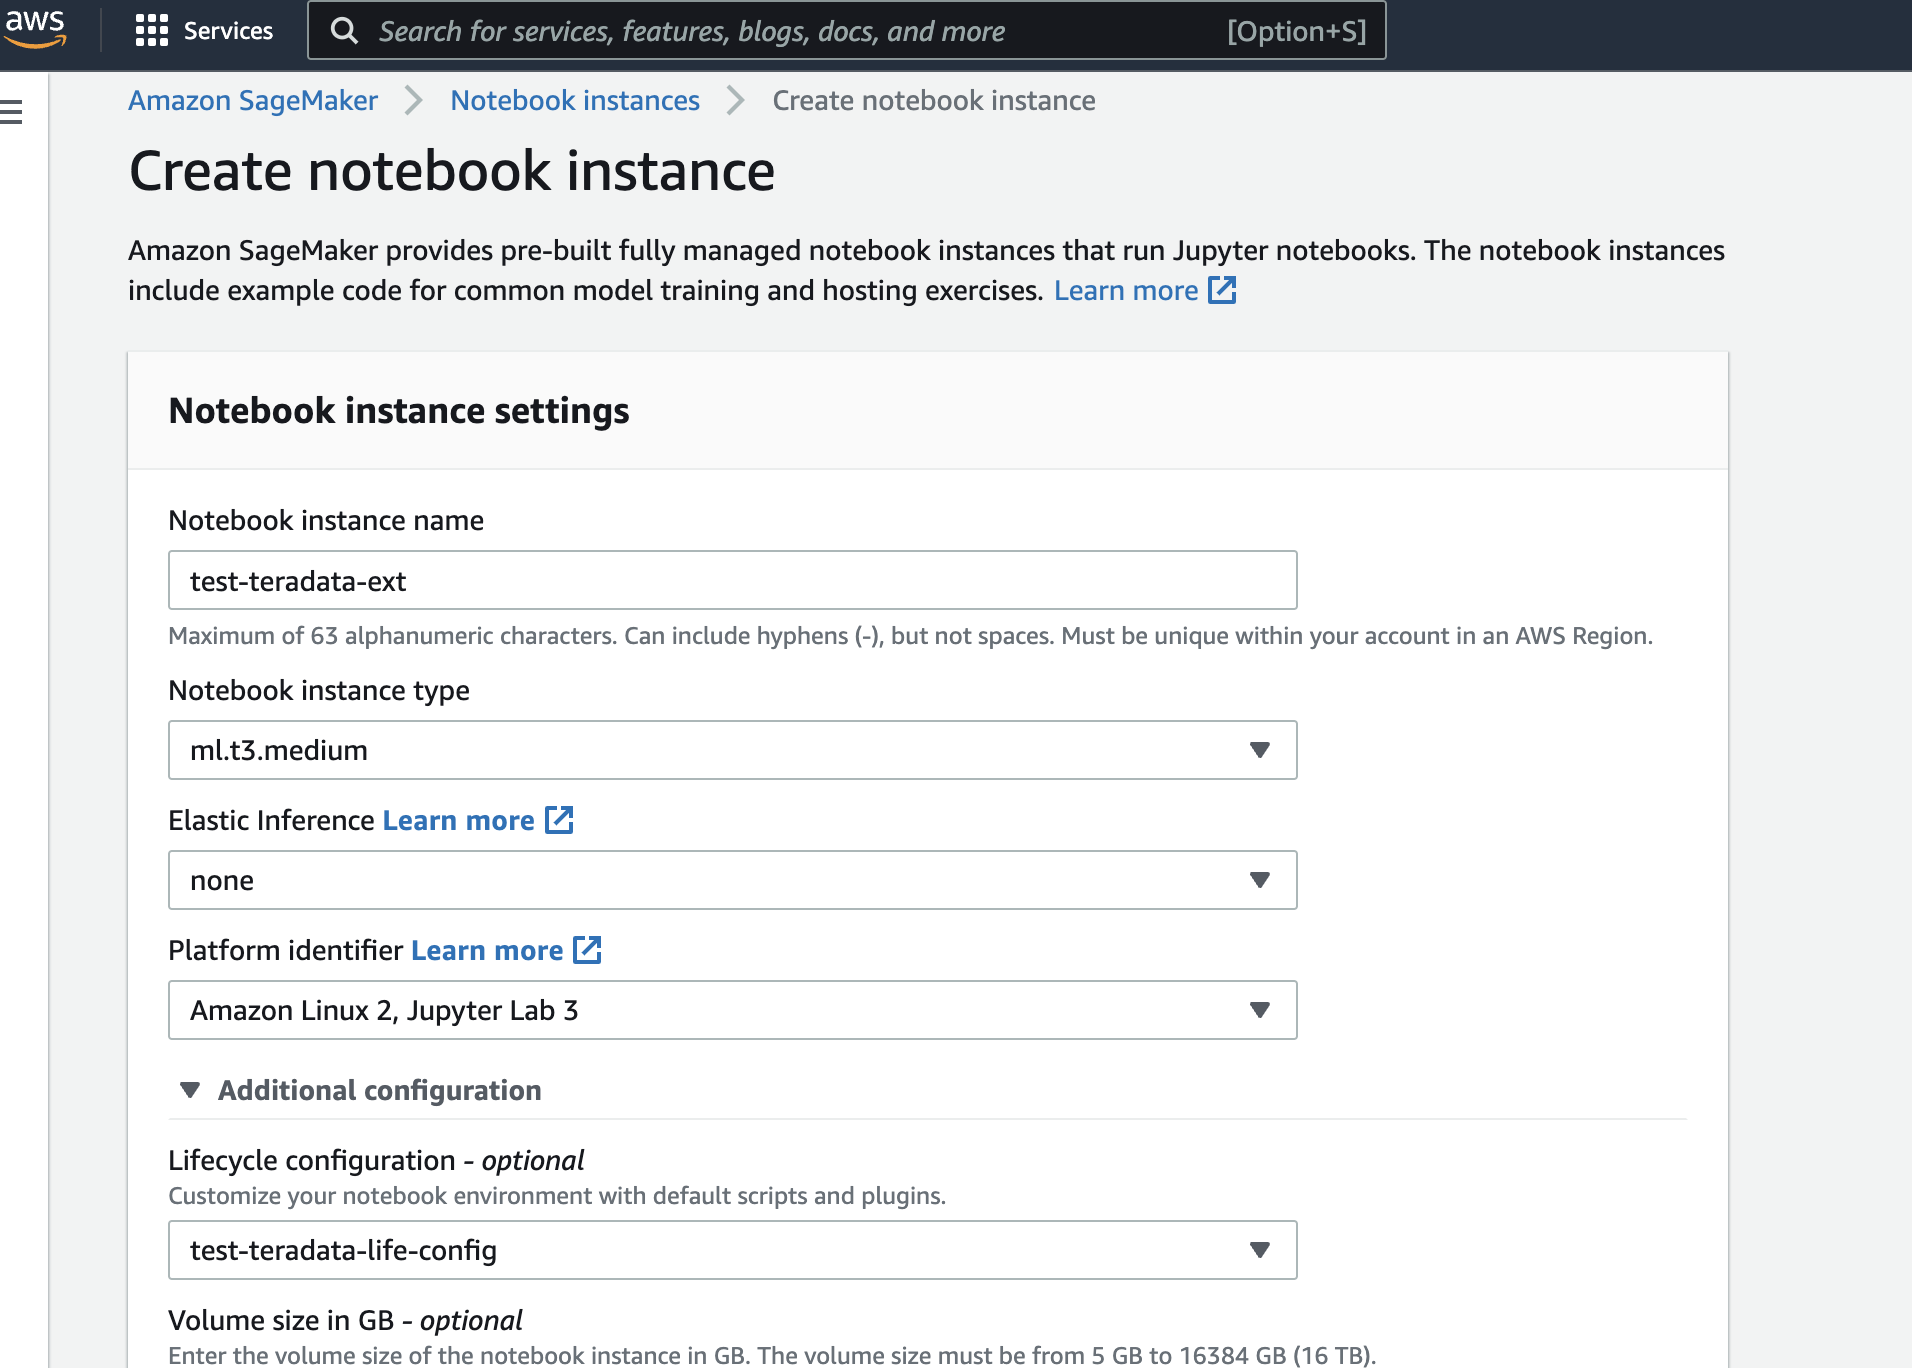 aws
Services
Search for services, features, blogs, docs, and more
[Option+S]
Amazon SageMaker
Notebook instances
Create notebook instance
Create notebook instance
Amazon SageMaker provides pre-built fully managed notebook instances that run Jupyter notebooks. The notebook instances
include example code for common model training and hosting exercises. Learn more
Notebook instance settings
Notebook instance name
test-teradata-ext
Maximum of 63 alphanumeric characters. Can include hyphens (-), but not spaces. Must be unique within your account in an AWS Region.
Notebook instance type
ml.t3.medium
Elastic Inference Learn more
none
Platform identifier Learn more
Amazon Linux 2, Jupyter Lab 3
Additional configuration
Lifecycle configuration - optional
Customize your notebook environment with default scripts and plugins.
test-teradata-life-config
Volume size in GB - optional
Enter the volume size of the notebook instance in GB. The volume size must be from 5 GB to 16384 GB (16 TB).